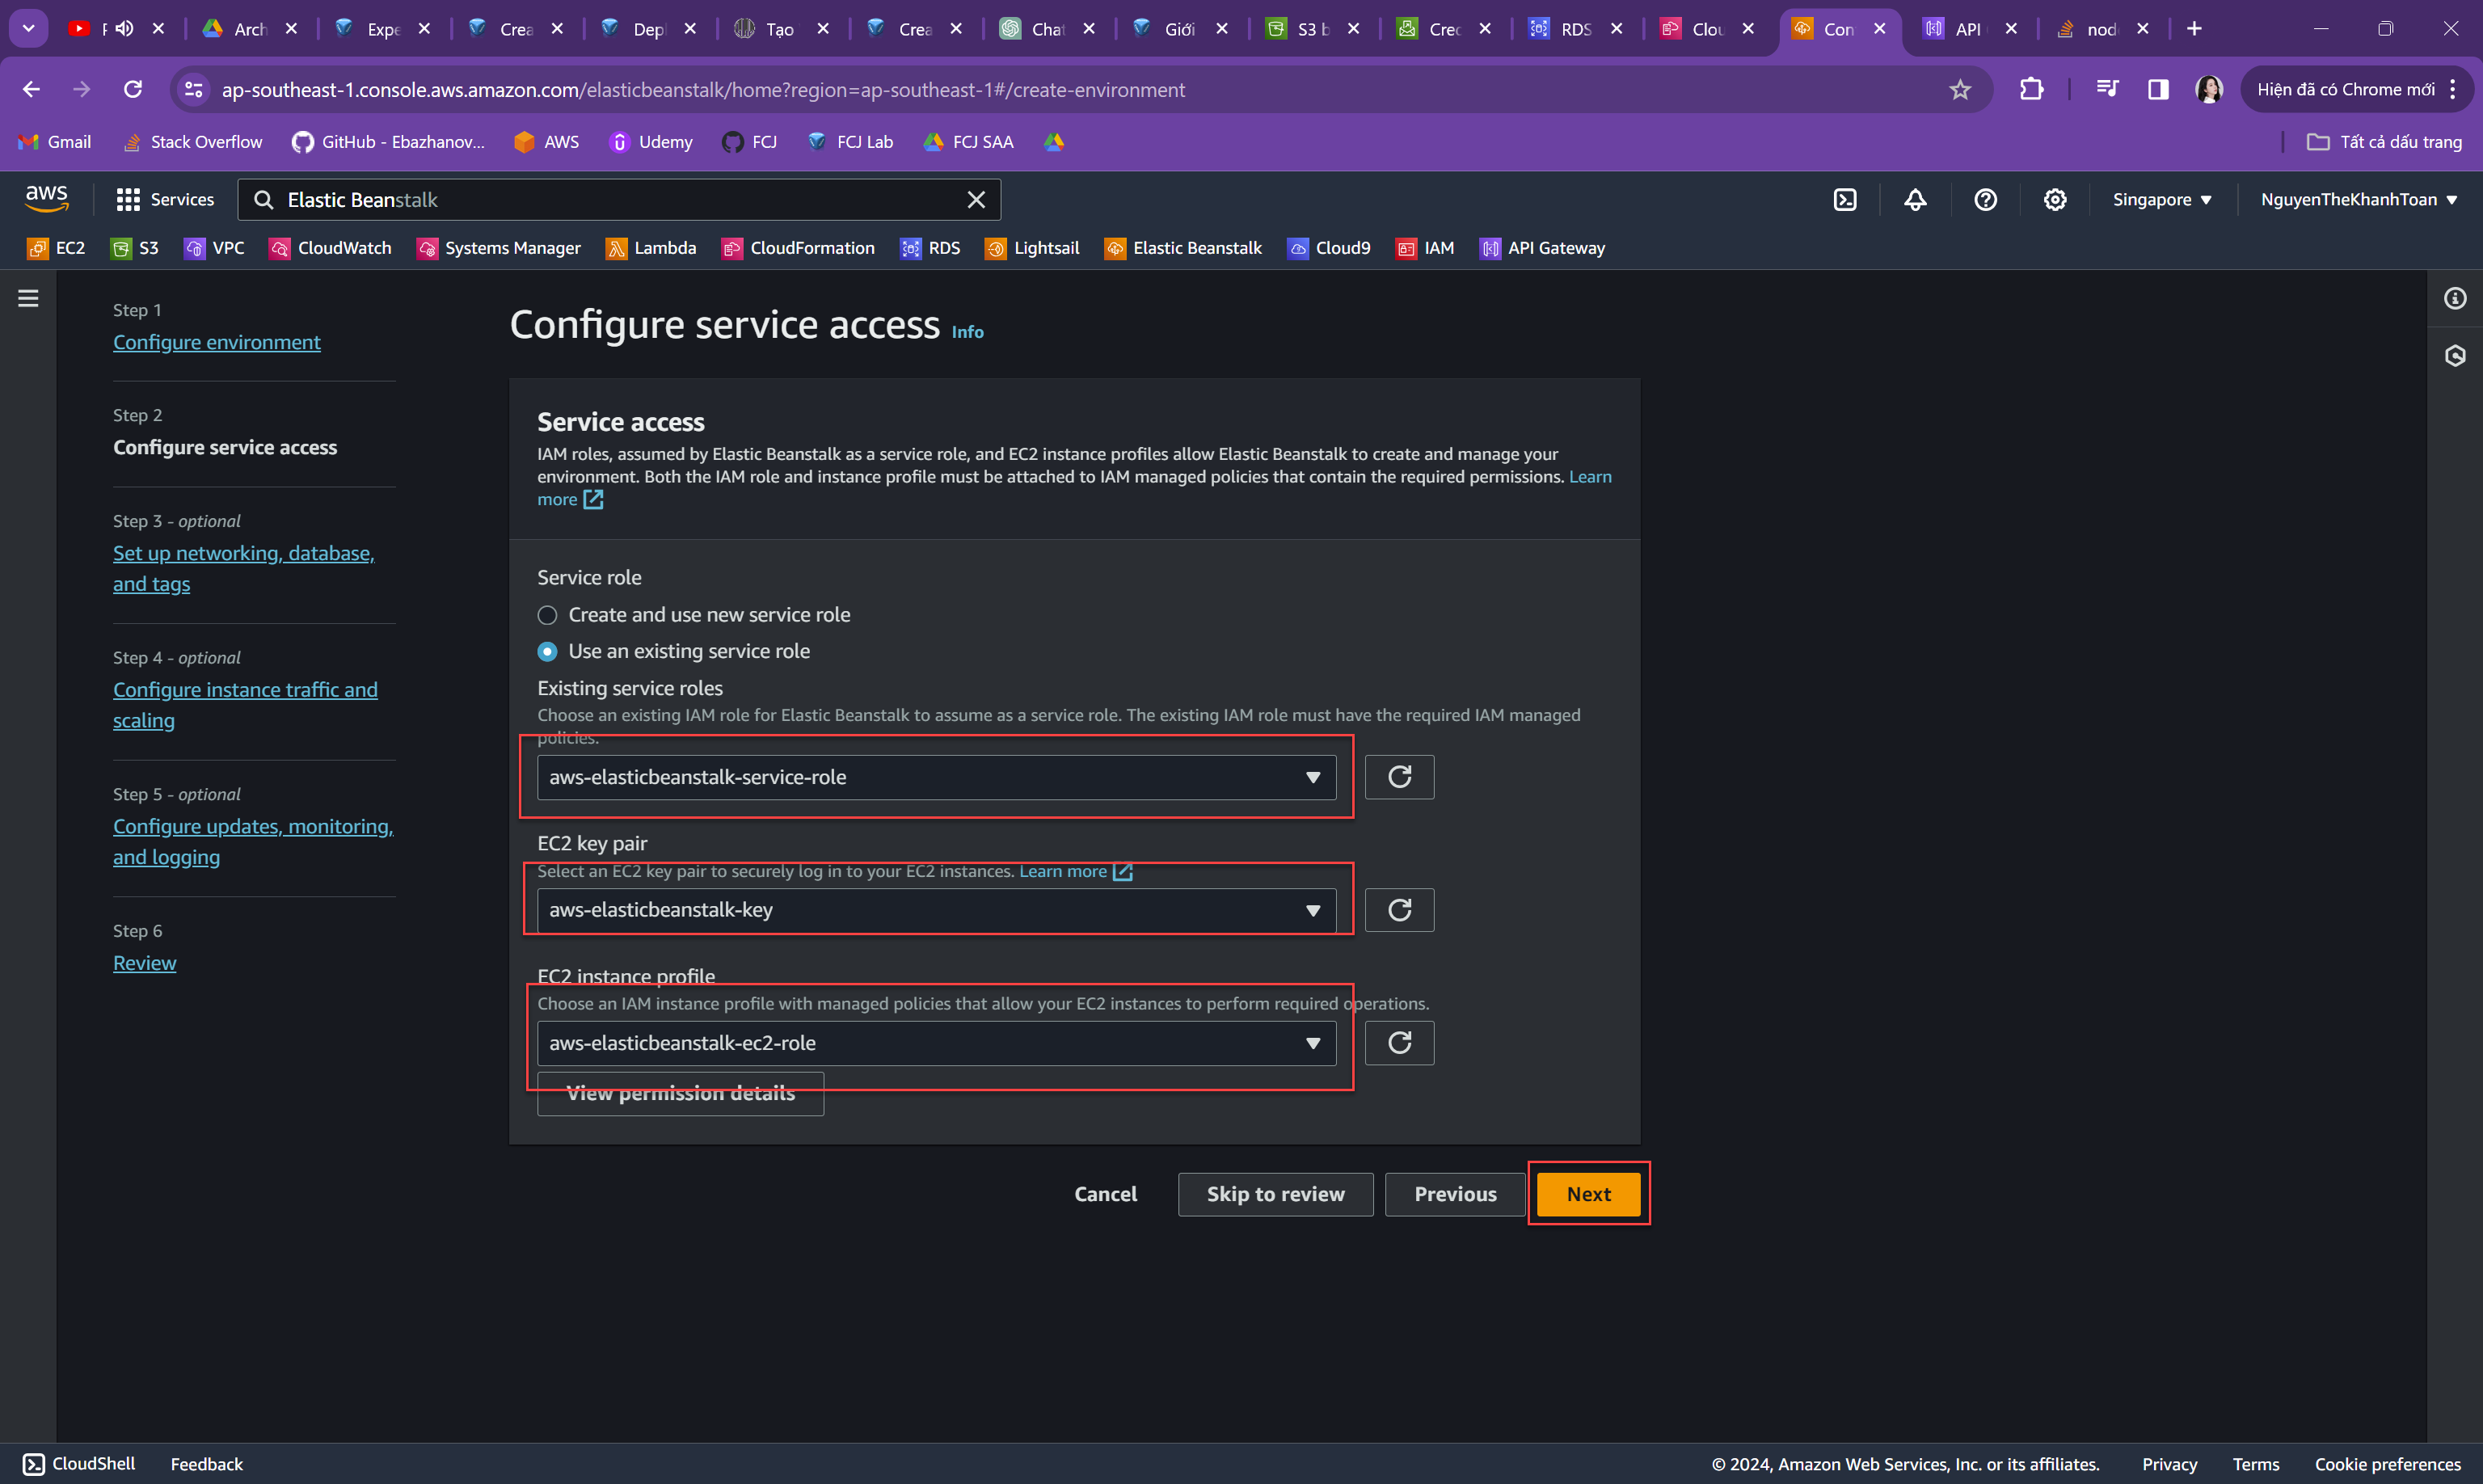 Arch
Expe
Crea
Depl
Tạo
Crea
Chat
Giới
S3 b
Crec
RDS
Clou
Con
API
nod
ap-southeast-1.console.aws.amazon.com/elasticbeanstalk/home?region=ap-southeast-1#/create-environment
Hiện đã có Chrome mới
Gmail
Stack Overflow
GitHub - Ebazhanov...
AWS
Udemy
FCJ
FCJ Lab
FCJ SAA
Tất cả dấu trang
aws
Services
Elastic Beanstalk
Singapore
NguyenTheKhanhToan
EC2
S3
VPC
CloudWatch
Systems Manager
Lambda
CloudFormation
RDS
Lightsail
Elastic Beanstalk
Cloud9
IAM
API Gateway
Step 1
Configure environment
Step 2
Configure service access
Step 3 - optional
Set up networking, database,
and tags
Step 4 - optional
Configure instance traffic and
scaling
Step 5 - optional
Configure updates, monitoring,
and logging
Step 6
Review
Configure service access Info
Service access
IAM roles, assumed by Elastic Beanstalk as a service role, and EC2 instance profiles allow Elastic Beanstalk to create and manage your
environment. Both the IAM role and instance profile must be attached to IAM managed policies that contain the required permissions. Learn
more
Service role
Create and use new service role
Use an existing service role
Existing service roles
Choose an existing IAM role for Elastic Beanstalk to assume as a service role. The existing IAM role must have the required IAM managed
policies.
aws-elasticbeanstalk-service-role
EC2 key pair
Select an EC2 key pair to securely log in to your EC2 instances. Learn more
aws-elasticbeanstalk-key
EC2 instance profile
Choose an IAM instance profile with managed policies that allow your EC2 instances to perform required operations.
aws-elasticbeanstalk-ec2-role
View permission details
Cancel
Skip to review
Previous
Next
CloudShell
Feedback
© 2024, Amazon Web Services, Inc. or its affiliates.
Privacy
Terms
Cookie preferences